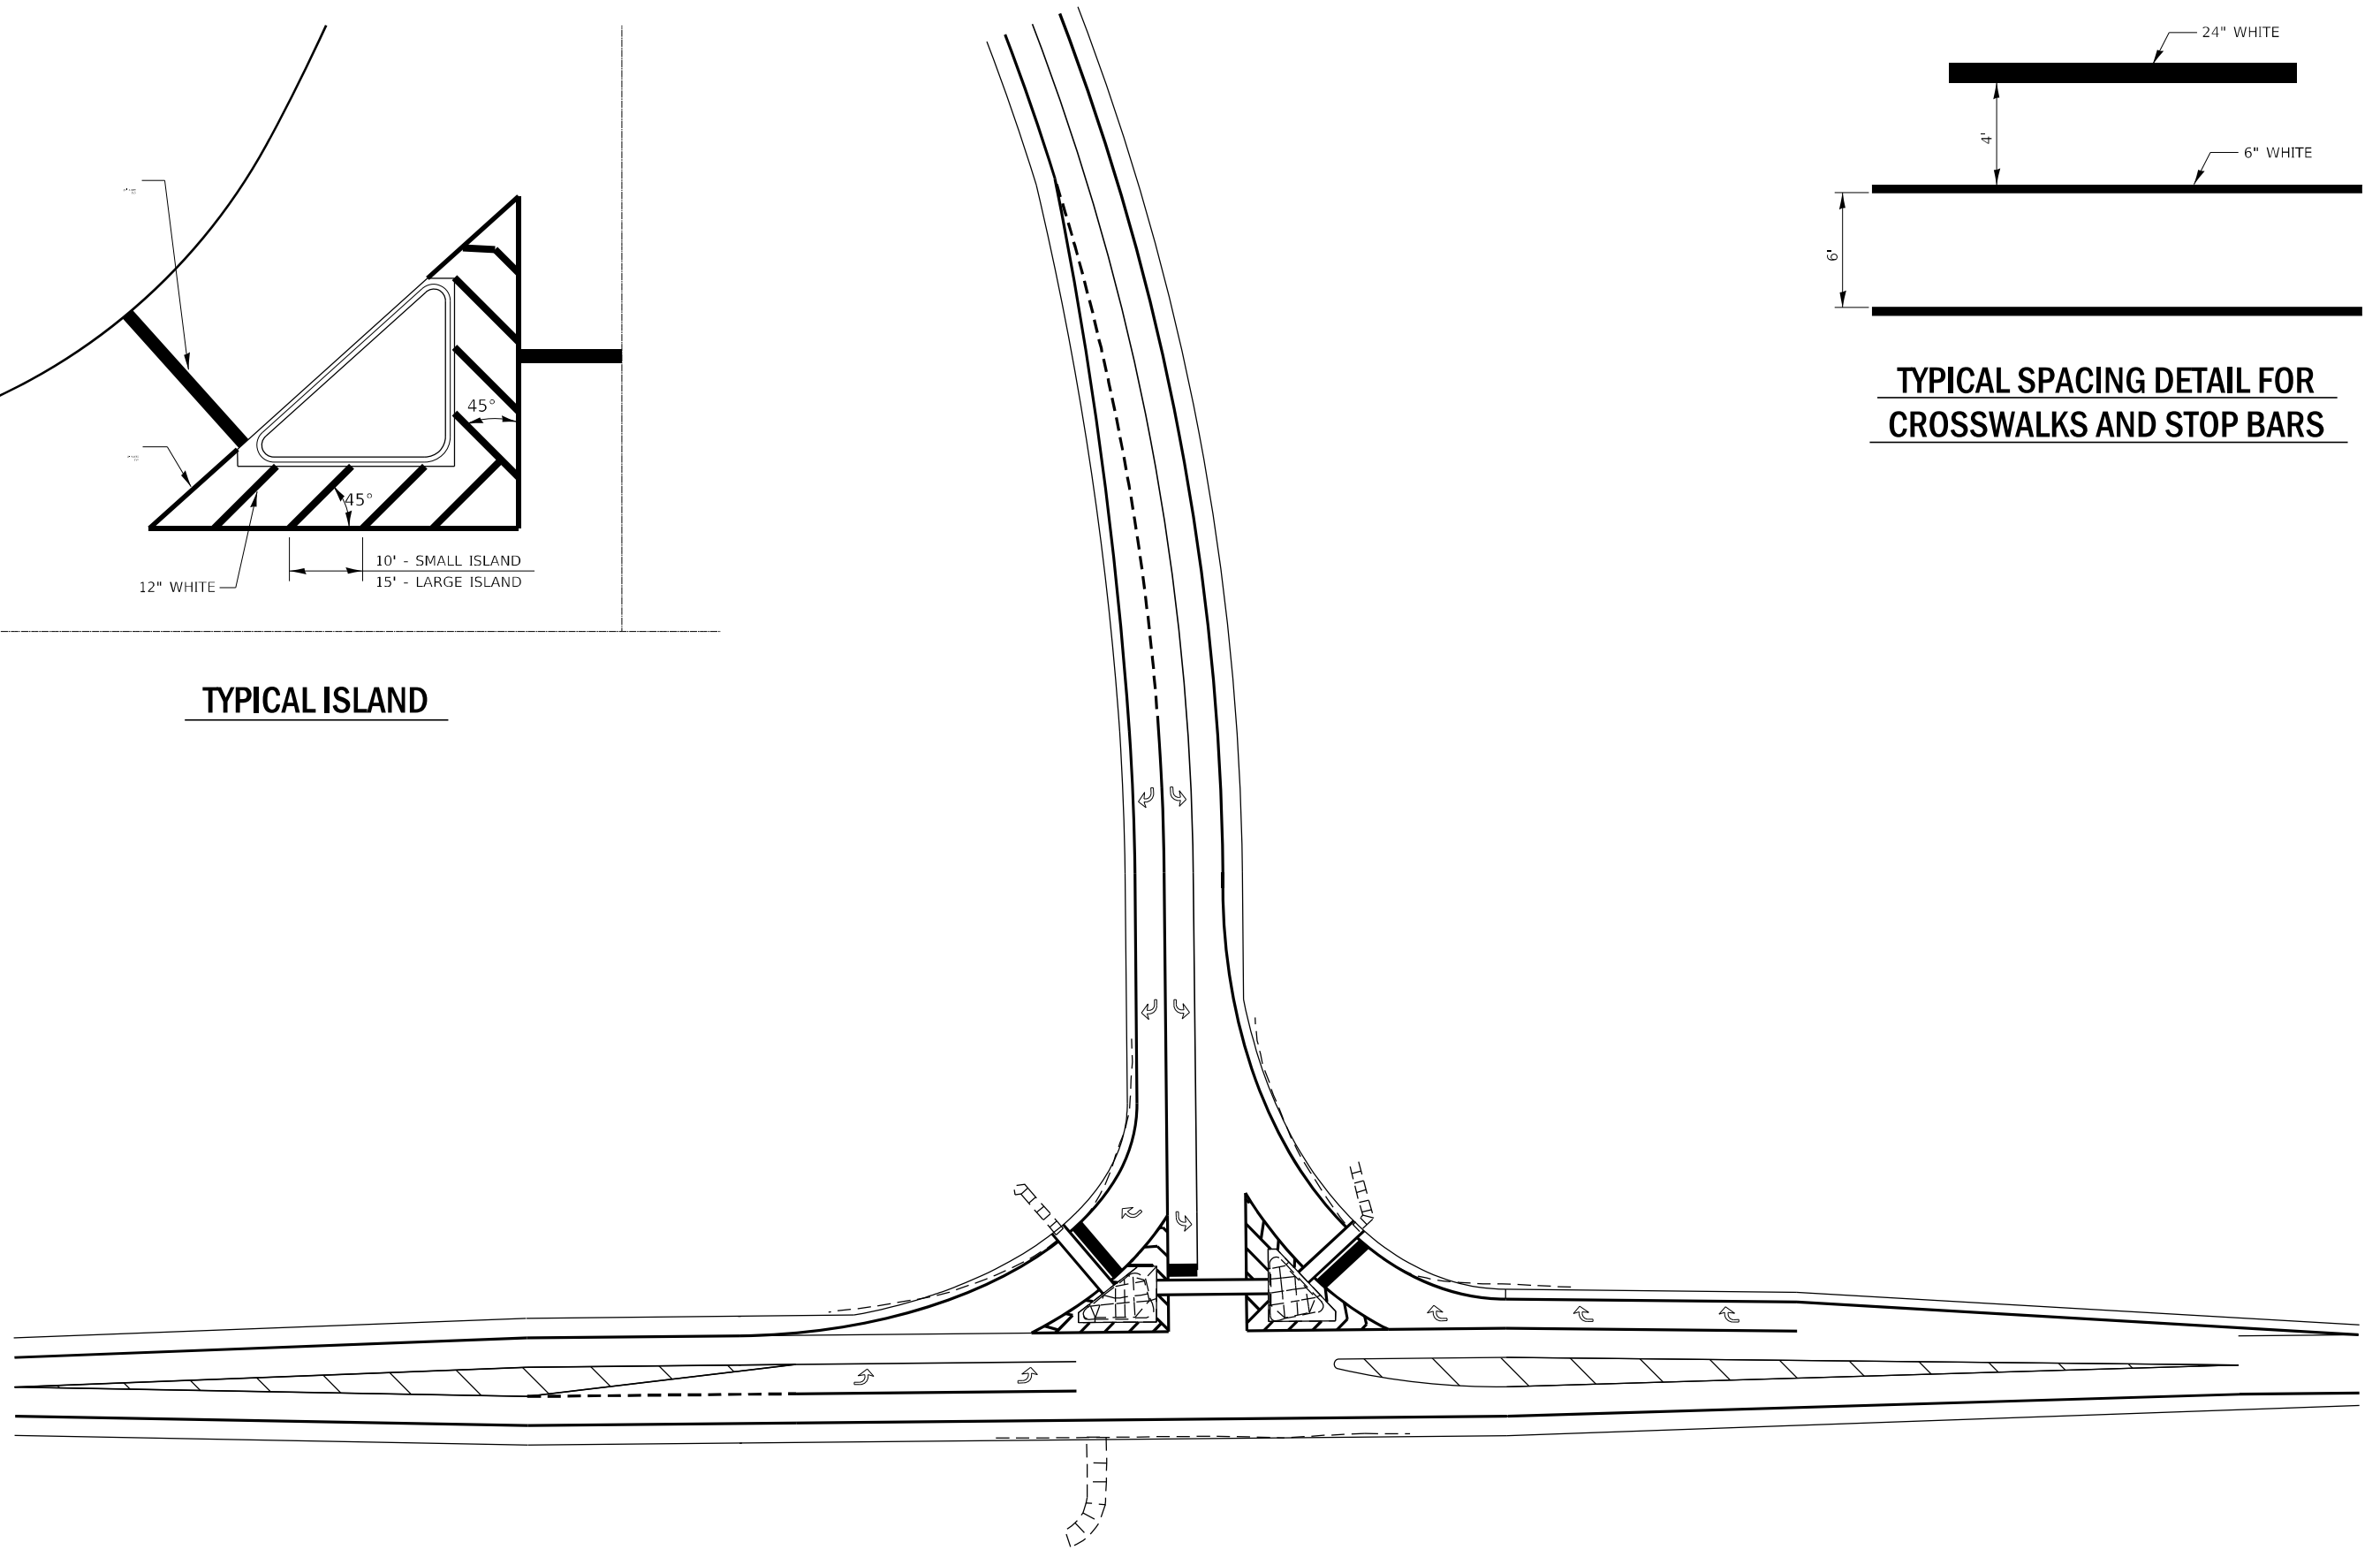 24" WHITE
4'
6" WHITE
6'
TYPICAL SPACING DETAIL FOR
CROSSWALKS AND STOP BARS
45°
45°
10' - SMALL ISLAND
15' - LARGE ISLAND
12" WHITE
TYPICAL ISLAND